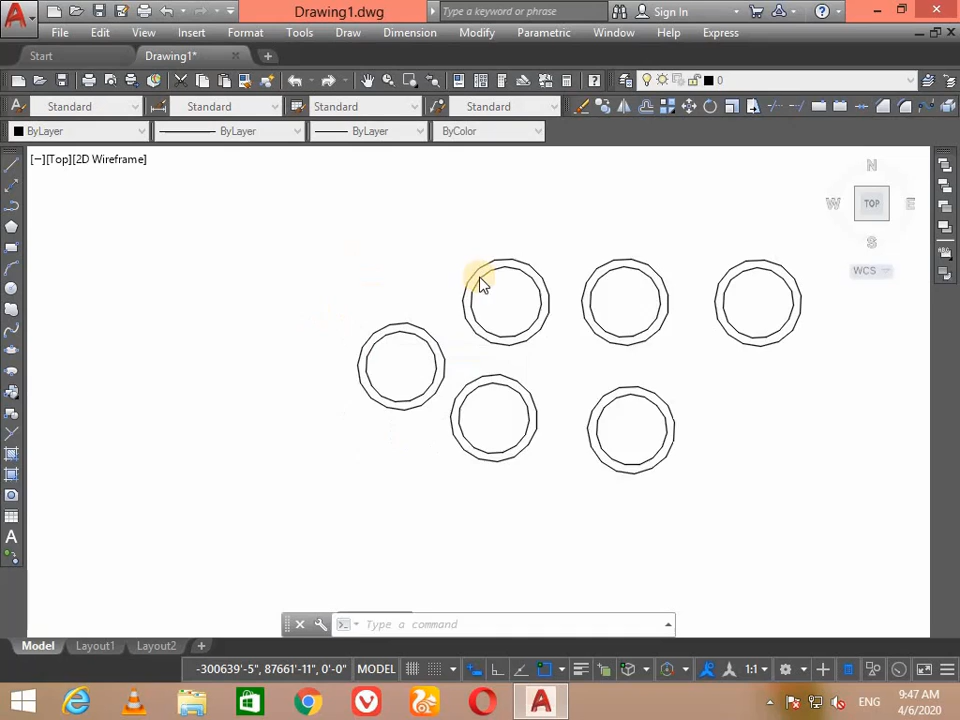 Drawing1.dwg
Type a keyword or phrase
Sign In
File Edit View Insert Format Tools Draw Dimension Modify Parametric Window Help Express
Start Drawing1*
0
Standard Standard Standard Standard
ByLayer ByLayer ByLayer ByColor
[−][Top][2D Wireframe]
N
W TOP E
S
WCS
Type a command
Model Layout1 Layout2
-300639'-5", 87661'-11", 0'-0" MODEL 1:1
ENG
9:47 AM
4/6/2020